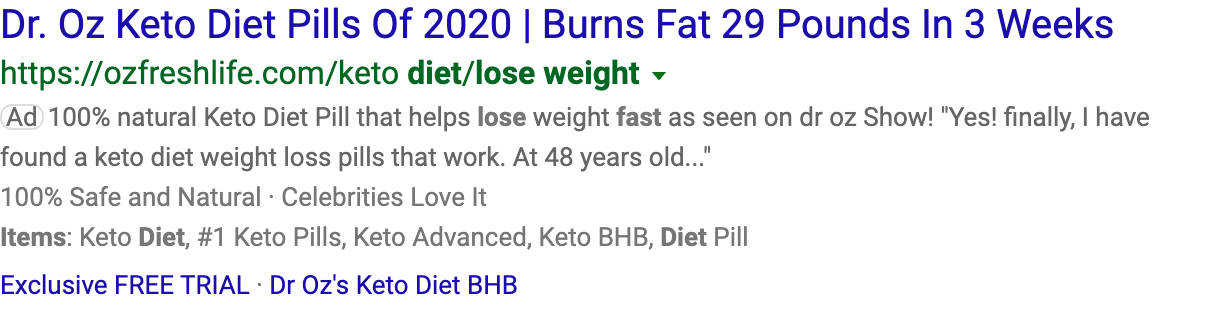 Dr. Oz Keto Diet Pills Of 2020 | Burns Fat 29 Pounds In 3 Weeks
https://ozfreshlife.com/keto diet/lose weight
Ad 100% natural Keto Diet Pill that helps lose weight fast as seen on dr oz Show! "Yes! finally, I have
found a keto diet weight loss pills that work. At 48 years old..."
100% Safe and Natural · Celebrities Love It
Items: Keto Diet, #1 Keto Pills, Keto Advanced, Keto BHB, Diet Pill
Exclusive FREE TRIAL · Dr Oz's Keto Diet BHB